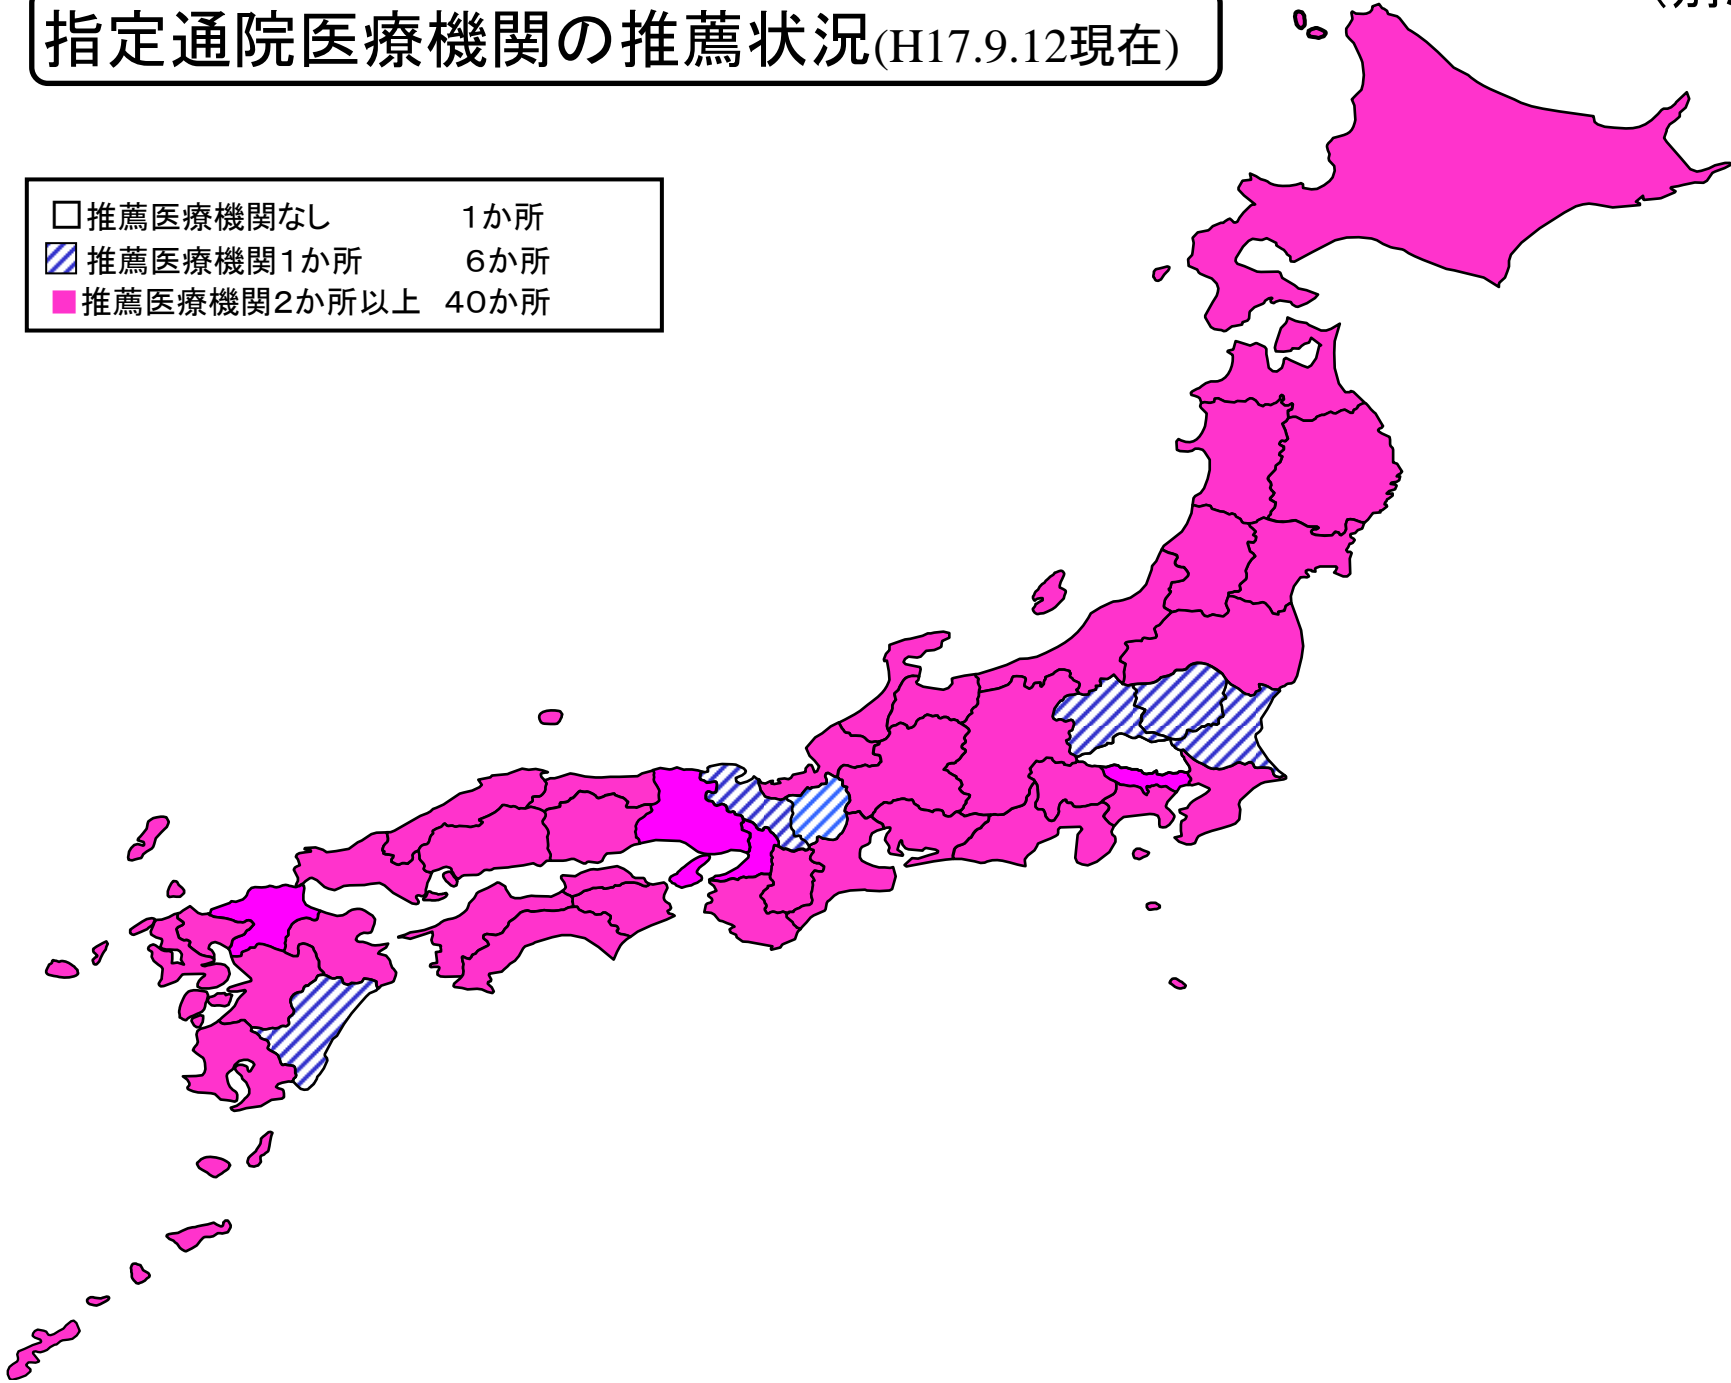 指定通院医療機関の推薦状況(H17.9.12現在)
推薦医療機関なし 1か所
推薦医療機関1か所 6か所
推薦医療機関2か所以上 40か所